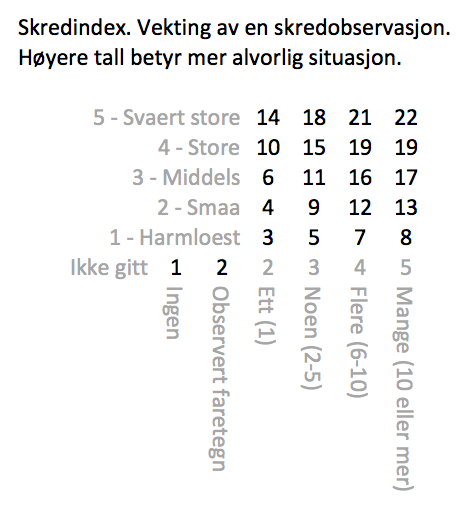 Skredindex. Vekting av en skredobservasjon.
Høyere tall betyr mer alvorlig situasjon.
5 - Svaert store 14 18 21 22
4 - Store 10 15 19 19
3 - Middels 6 11 16 17
2 - Smaa 4 9 12 13
1 - Harmloest 3 5 7 8
Ikke gitt 1 2 2 3 4 5
Ingen
Observert faretegn
Ett (1)
Noen (2-5)
Flere (6-10)
Mange (10 eller mer)